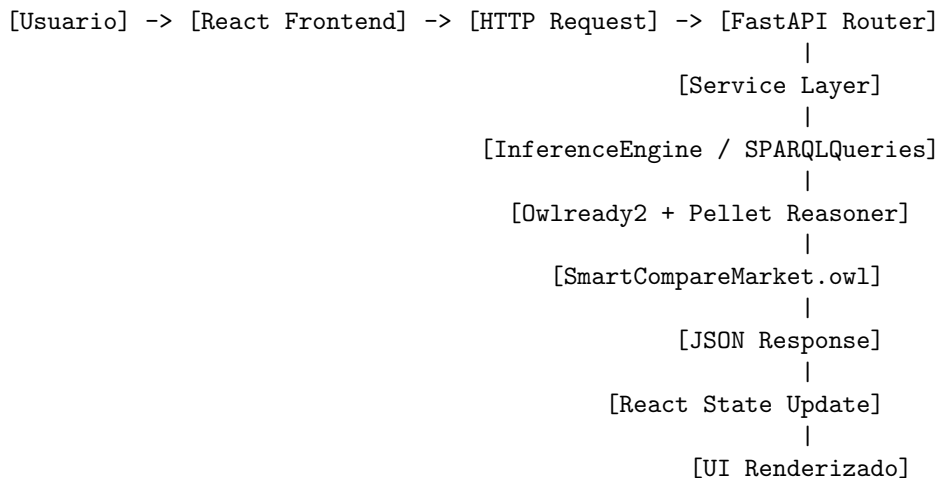 [Usuario] -> [React Frontend] -> [HTTP Request] -> [FastAPI Router]
|
[Service Layer]
|
[InferenceEngine / SPARQLQueries]
|
[Owlready2 + Pellet Reasoner]
|
[SmartCompareMarket.owl]
|
[JSON Response]
|
[React State Update]
|
[UI Renderizado]